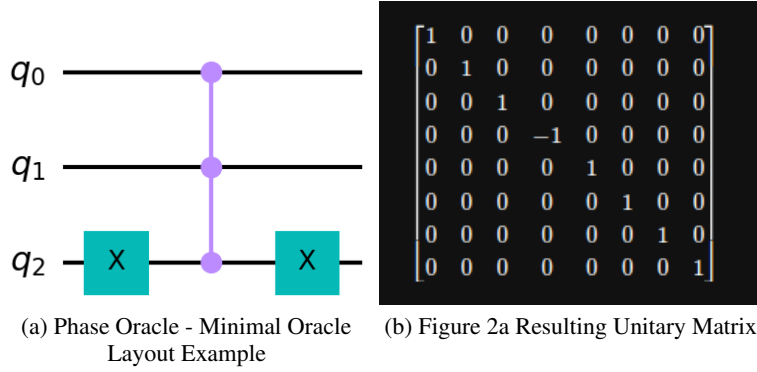 q0
q1
q2
X
X
1 0 0 0 0 0 0 0
0 1 0 0 0 0 0 0
0 0 1 0 0 0 0 0
0 0 0 −1 0 0 0 0
0 0 0 0 1 0 0 0
0 0 0 0 0 1 0 0
0 0 0 0 0 0 1 0
0 0 0 0 0 0 0 1
(a) Phase Oracle - Minimal Oracle
Layout Example
(b) Figure 2a Resulting Unitary Matrix